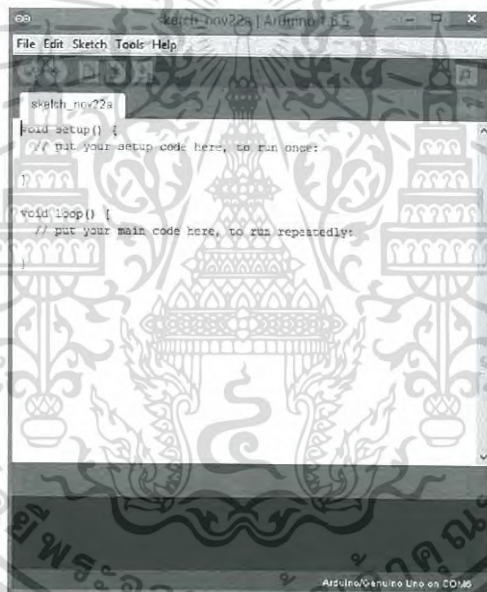 sketch_nov22a | Arduino 1.6.5
File Edit Sketch Tools Help
sketch_nov22a
void setup() {
// put your setup code here, to run once:
}
void loop() {
// put your main code here, to run repeatedly:
}
Arduino/Genuino Uno on COM6